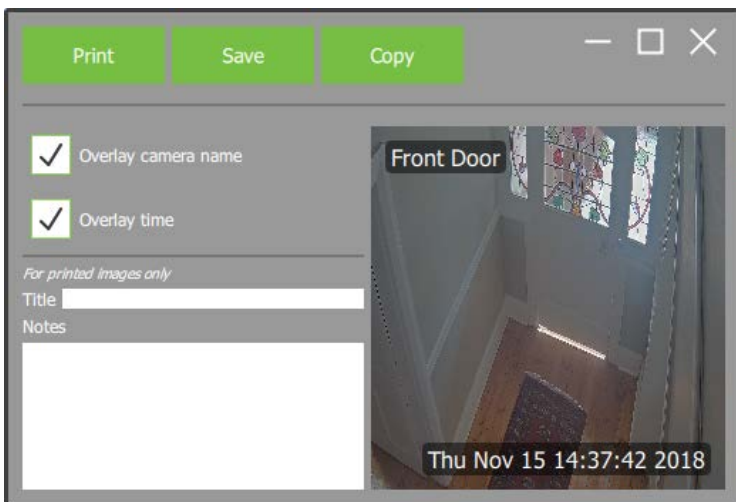 Print Save Copy
Overlay camera name
Overlay time
For printed images only
Title
Notes
Front Door
Thu Nov 15 14:37:42 2018